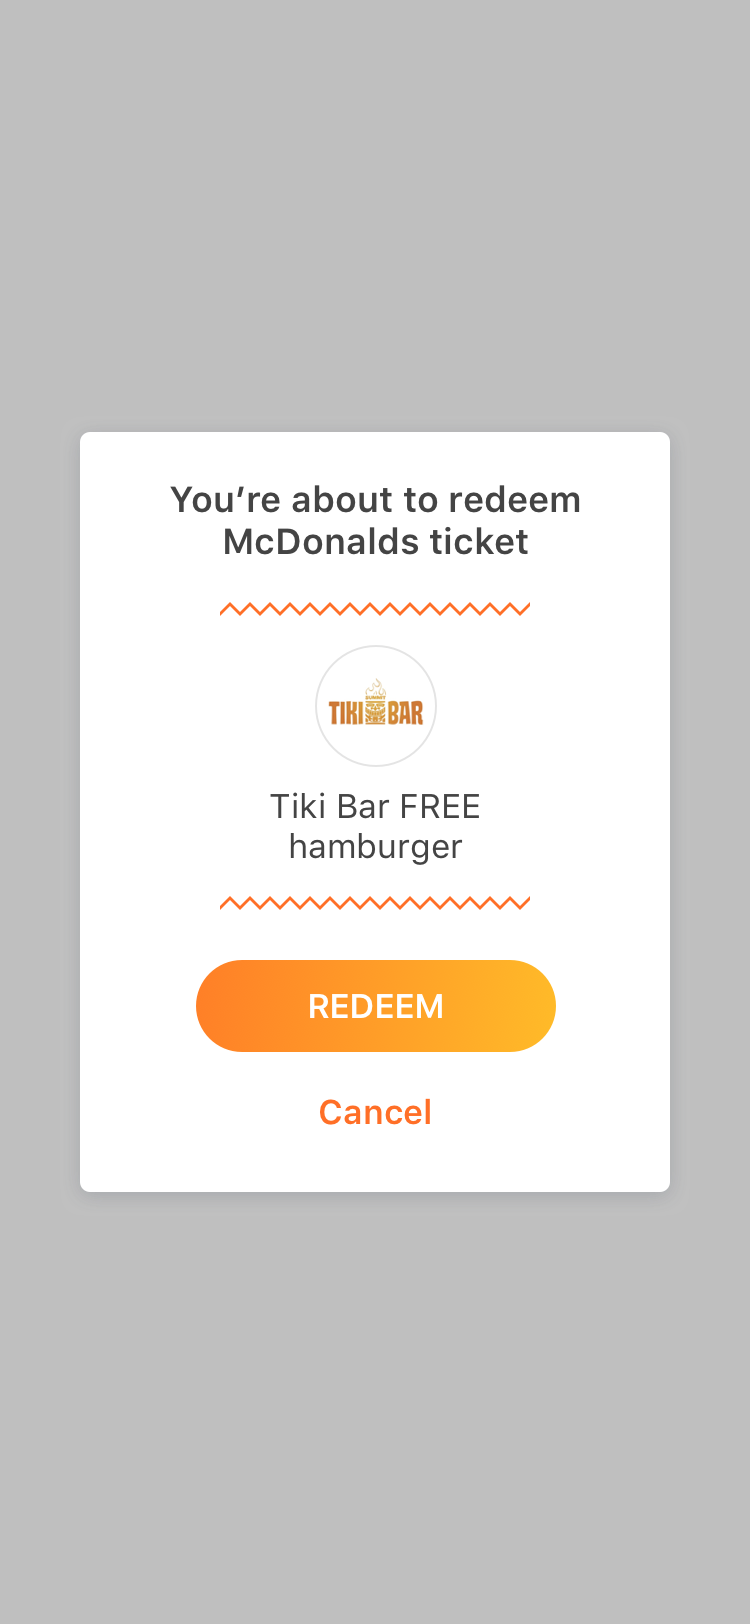 You’re about to redeem
McDonalds ticket
SUMMIT
TIKI BAR
Tiki Bar FREE
hamburger
REDEEM
Cancel